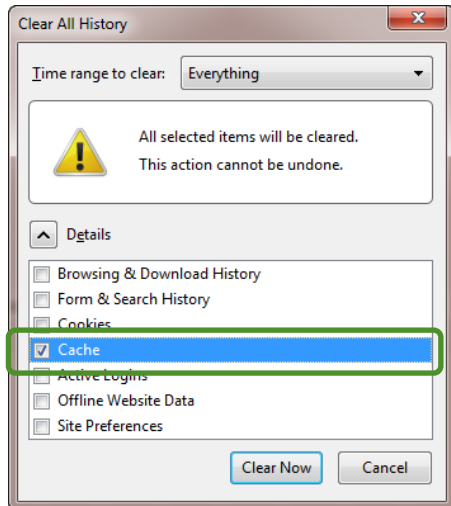 Clear All History
Time range to clear: Everything
All selected items will be cleared.
This action cannot be undone.
Details
Browsing & Download History
Form & Search History
Cookies
Cache
Active Logins
Offline Website Data
Site Preferences
Clear Now Cancel